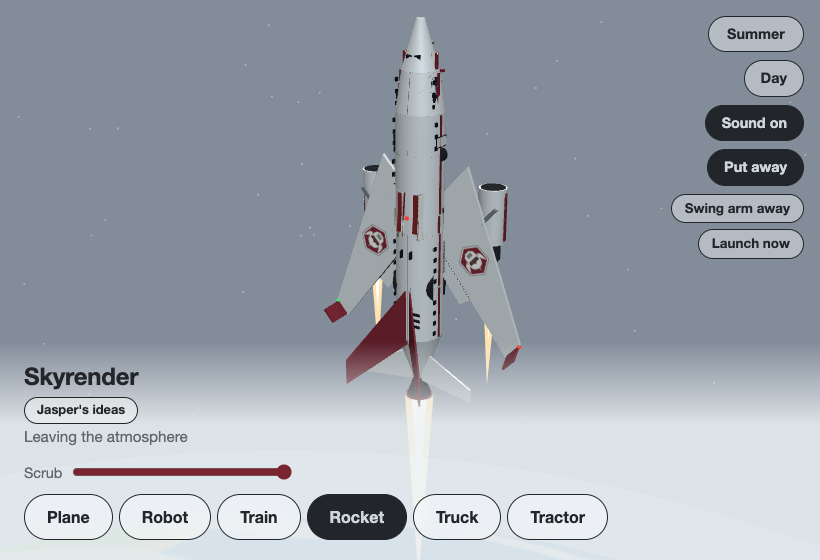 Summer
Day
Sound on
Put away
Swing arm away
Launch now
Skyrender
Jasper's ideas
Leaving the atmosphere
Scrub
Plane
Robot
Train
Rocket
Truck
Tractor